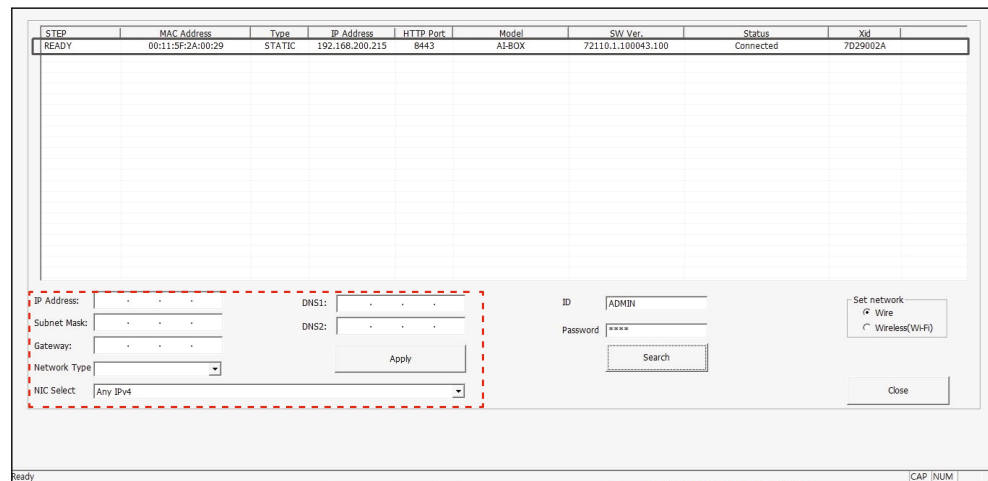 STEP MAC Address Type IP Address HTTP Port Model SW Ver. Status Xid
READY 00:11:5F:2A:00:29 STATIC 192.168.200.215 8443 AI-BOX 72110.1.100043.100 Connected 7D29002A
IP Address: . . . DNS1: . . . ID ADMIN Set network
Wire
Subnet Mask: . . . DNS2: . . . Password **** Wireless(Wi-Fi)
Gateway: . . .
Apply Search
Network Type
NIC Select Any IPv4 Close
Ready CAP NUM